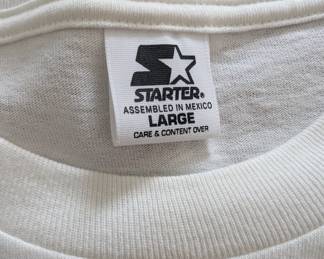 STARTER®
ASSEMBLED IN MEXICO
LARGE
CARE & CONTENT OVER